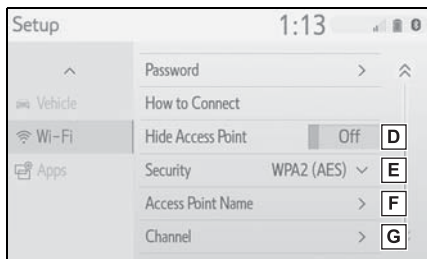 Setup
1:13
Password
Vehicle
How to Connect
Wi-Fi
Hide Access Point Off D
Apps
Security WPA2 (AES) E
Access Point Name F
Channel G